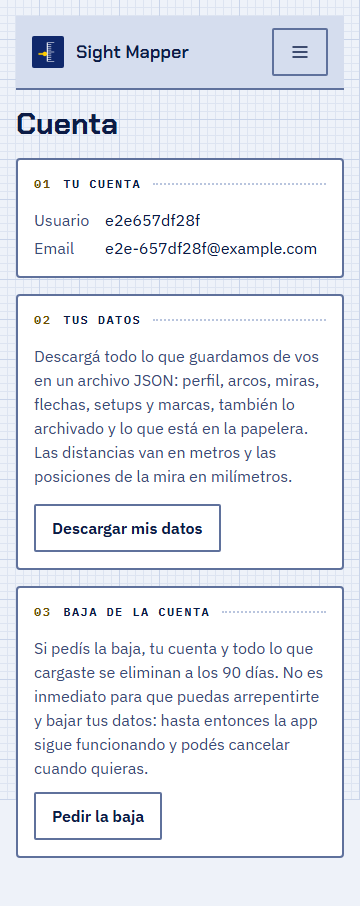 Sight Mapper
Cuenta
01 TU CUENTA
Usuario e2e657df28f
Email e2e-657df28f@example.com
02 TUS DATOS
Descargá todo lo que guardamos de vos
en un archivo JSON: perfil, arcos, miras,
flechas, setups y marcas, también lo
archivado y lo que está en la papelera.
Las distancias van en metros y las
posiciones de la mira en milímetros.
Descargar mis datos
03 BAJA DE LA CUENTA
Si pedís la baja, tu cuenta y todo lo que
cargaste se eliminan a los 90 días. No es
inmediato para que puedas arrepentirte
y bajar tus datos: hasta entonces la app
sigue funcionando y podés cancelar
cuando quieras.
Pedir la baja